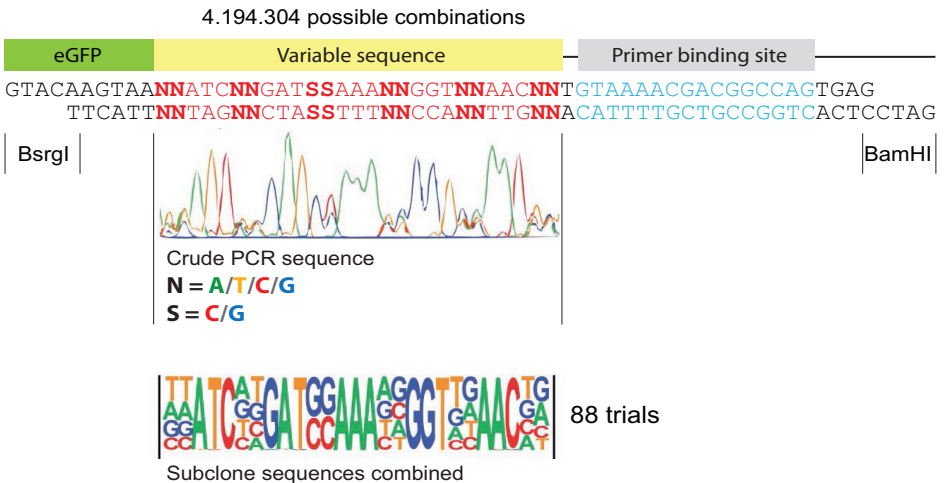 4.194.304 possible combinations
eGFP Variable sequence Primer binding site
GTACAAGTAANNATCNNGATSSAAANNGGTNNAACNNTGTAAAACGACGGCCAGTGAG
TTCATTNNTAGNNCTASSTTTNNCCANNTTGNNACATTTTGCTGCCGGTCACTCCTAG
BsrgI BamHI
Crude PCR sequence
N = A/T/C/G
S = C/G
88 trials
Subclone sequences combined